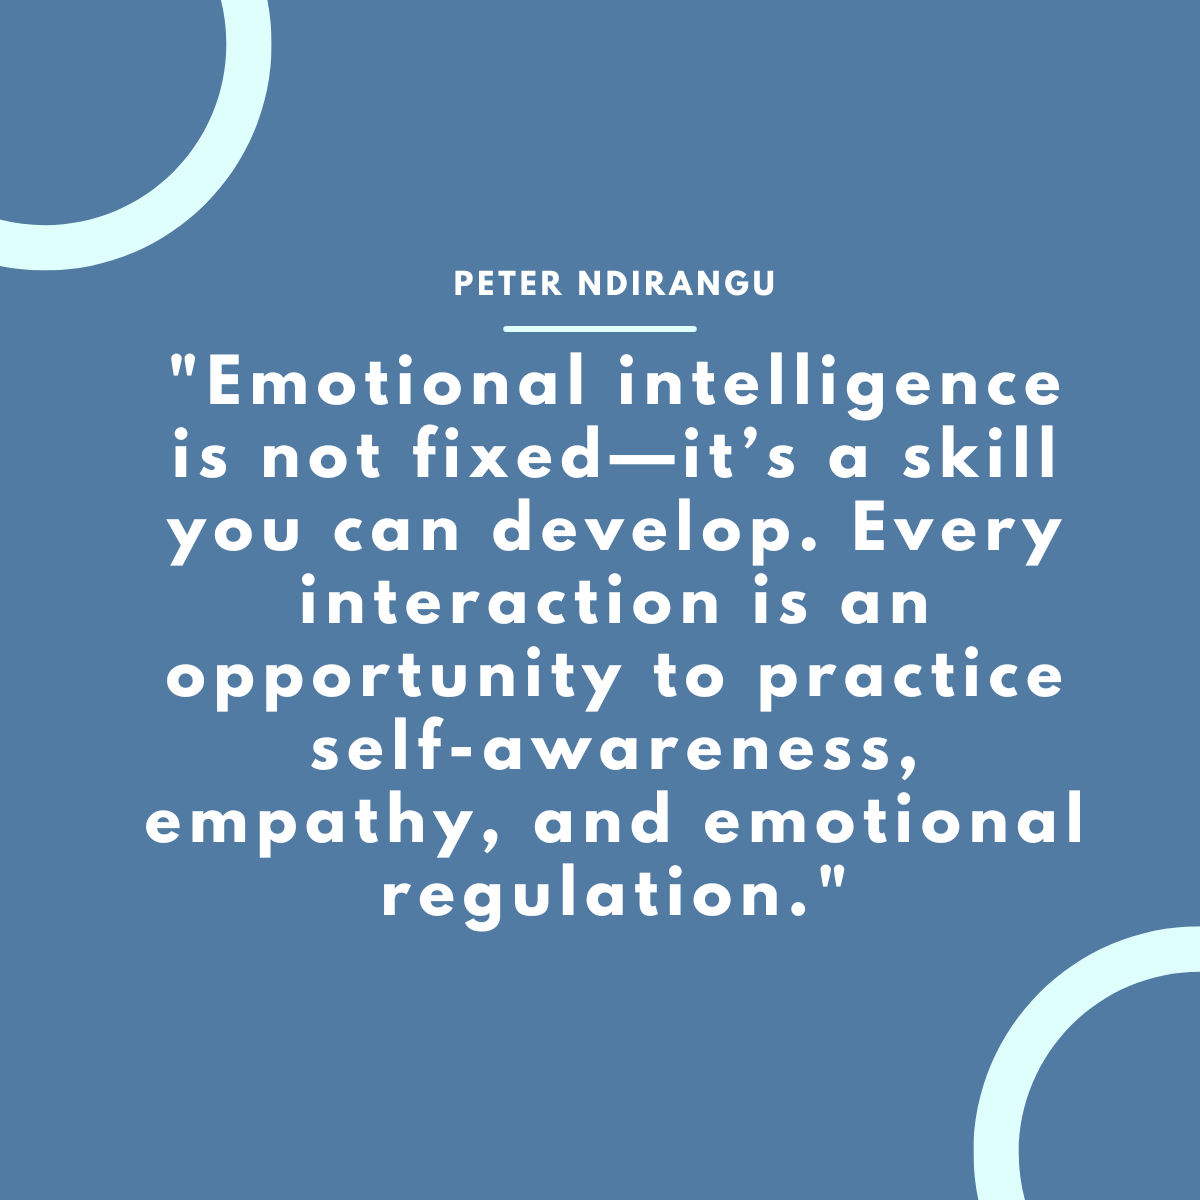 PETER NDIRANGU
"Emotional intelligence
is not fixed—it’s a skill
you can develop. Every
interaction is an
opportunity to practice
self-awareness,
empathy, and emotional
regulation."